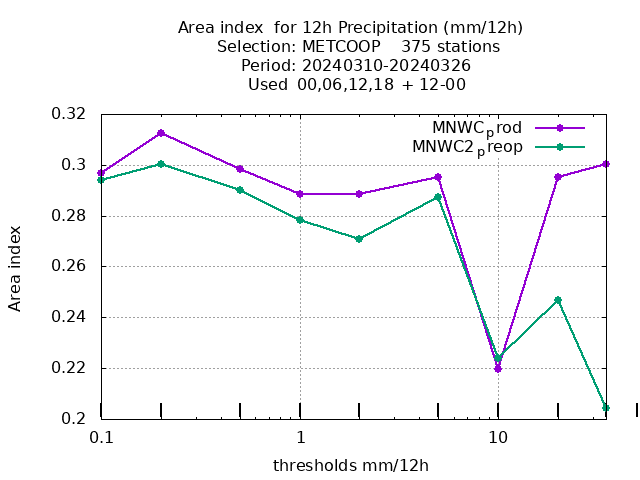 Area index  for 12h Precipitation (mm/12h)
Selection: METCOOP    375 stations
Period: 20240310-20240326
Used  00,06,12,18  + 12-00
MNWCprod
MNWC2preop
0.32
0.3
0.28
0.26
0.24
0.22
0.2
Area index
0.1
1
10
thresholds mm/12h